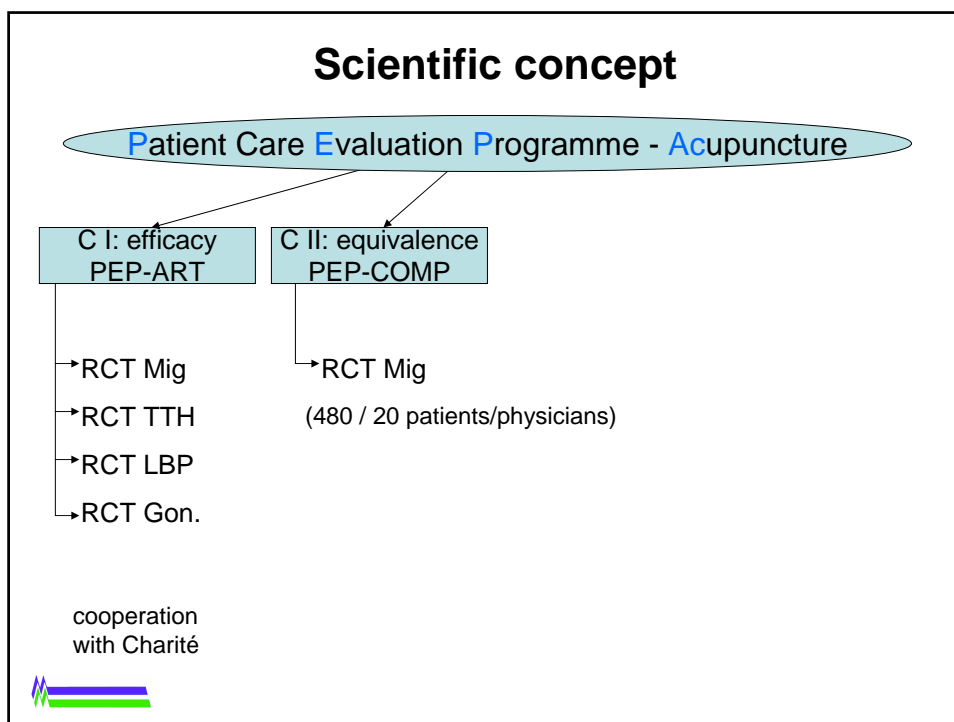 Scientific concept
Patient Care Evaluation Programme - Acupuncture
C I: efficacy
PEP-ART
C II: equivalence
PEP-COMP
RCT Mig
RCT TTH
RCT LBP
RCT Gon.
RCT Mig
(480 / 20 patients/physicians)
cooperation
with Charité